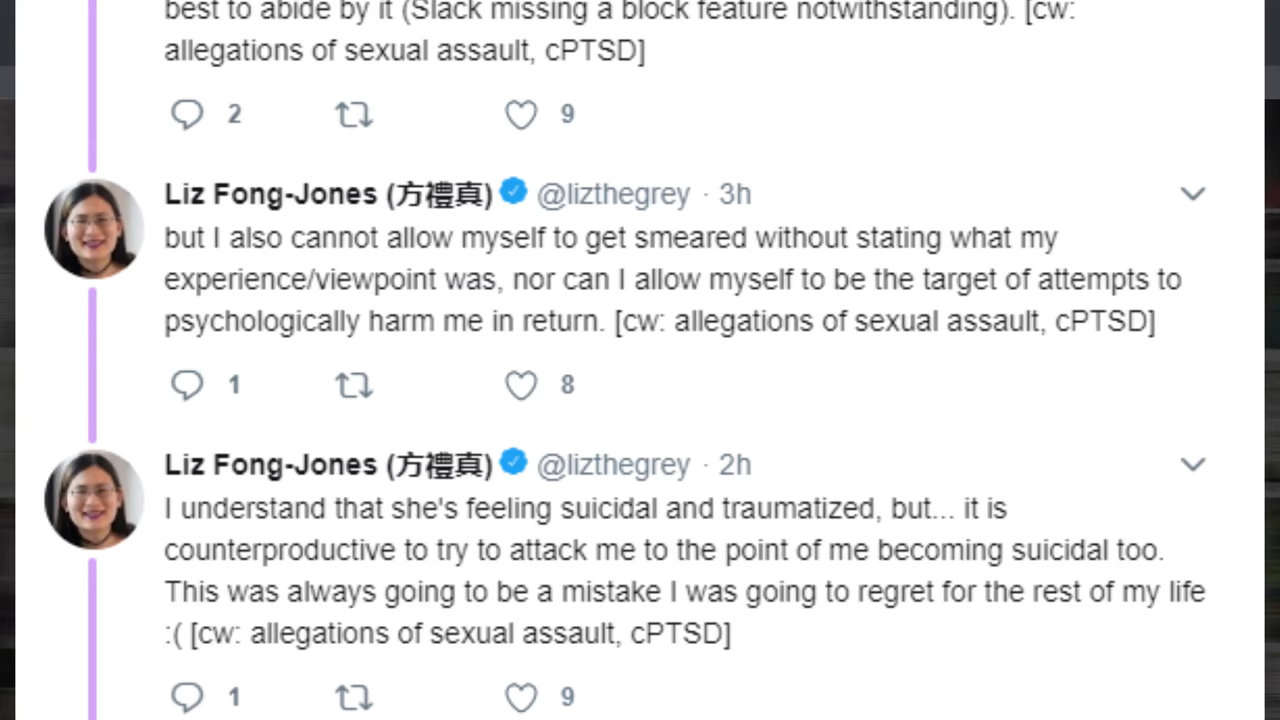 best to abide by it (Slack missing a block feature notwithstanding). [cw:
allegations of sexual assault, cPTSD]
2 9
Liz Fong-Jones (方禮真) @lizthegrey · 3h
but I also cannot allow myself to get smeared without stating what my
experience/viewpoint was, nor can I allow myself to be the target of attempts to
psychologically harm me in return. [cw: allegations of sexual assault, cPTSD]
1 8
Liz Fong-Jones (方禮真) @lizthegrey · 2h
I understand that she's feeling suicidal and traumatized, but... it is
counterproductive to try to attack me to the point of me becoming suicidal too.
This was always going to be a mistake I was going to regret for the rest of my life
:( [cw: allegations of sexual assault, cPTSD]
1 9